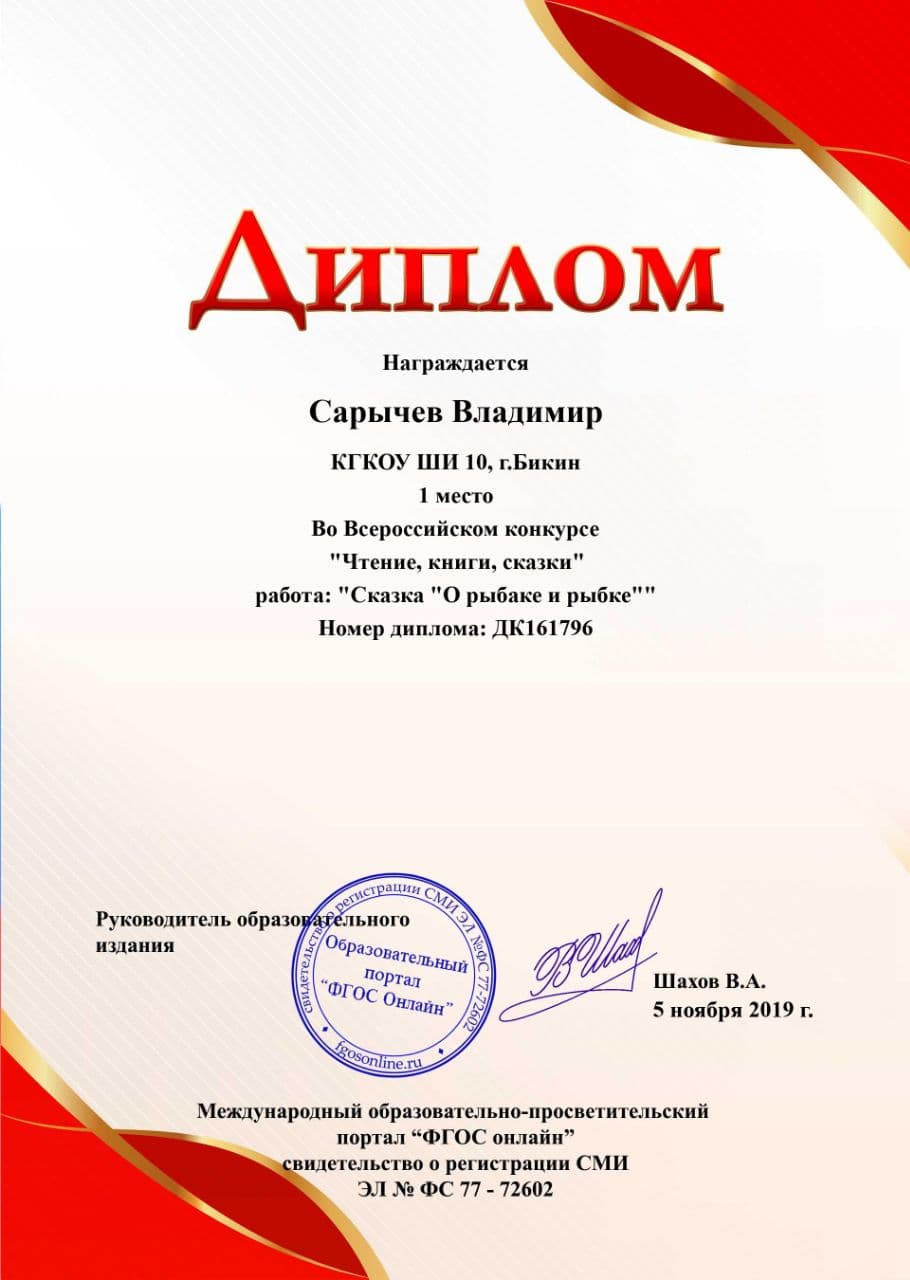 Диплом
Награждается
Сарычев Владимир
КГКОУ ШИ 10, г.Бикин
1 место
Во Всероссийском конкурсе
"Чтение, книги, сказки"
работа: "Сказка "О рыбаке и рыбке""
Номер диплома: ДК161796
Руководитель образовательного
издания
свидетельство о регистрации СМИ ЭЛ №ФС 77-72602
Образовательный
портал
“ФГОС Онлайн”
fgosonline.ru
ВШах
Шахов В.А.
5 ноября 2019 г.
Международный образовательно-просветительский
портал “ФГОС онлайн”
свидетельство о регистрации СМИ
ЭЛ № ФС 77 - 72602